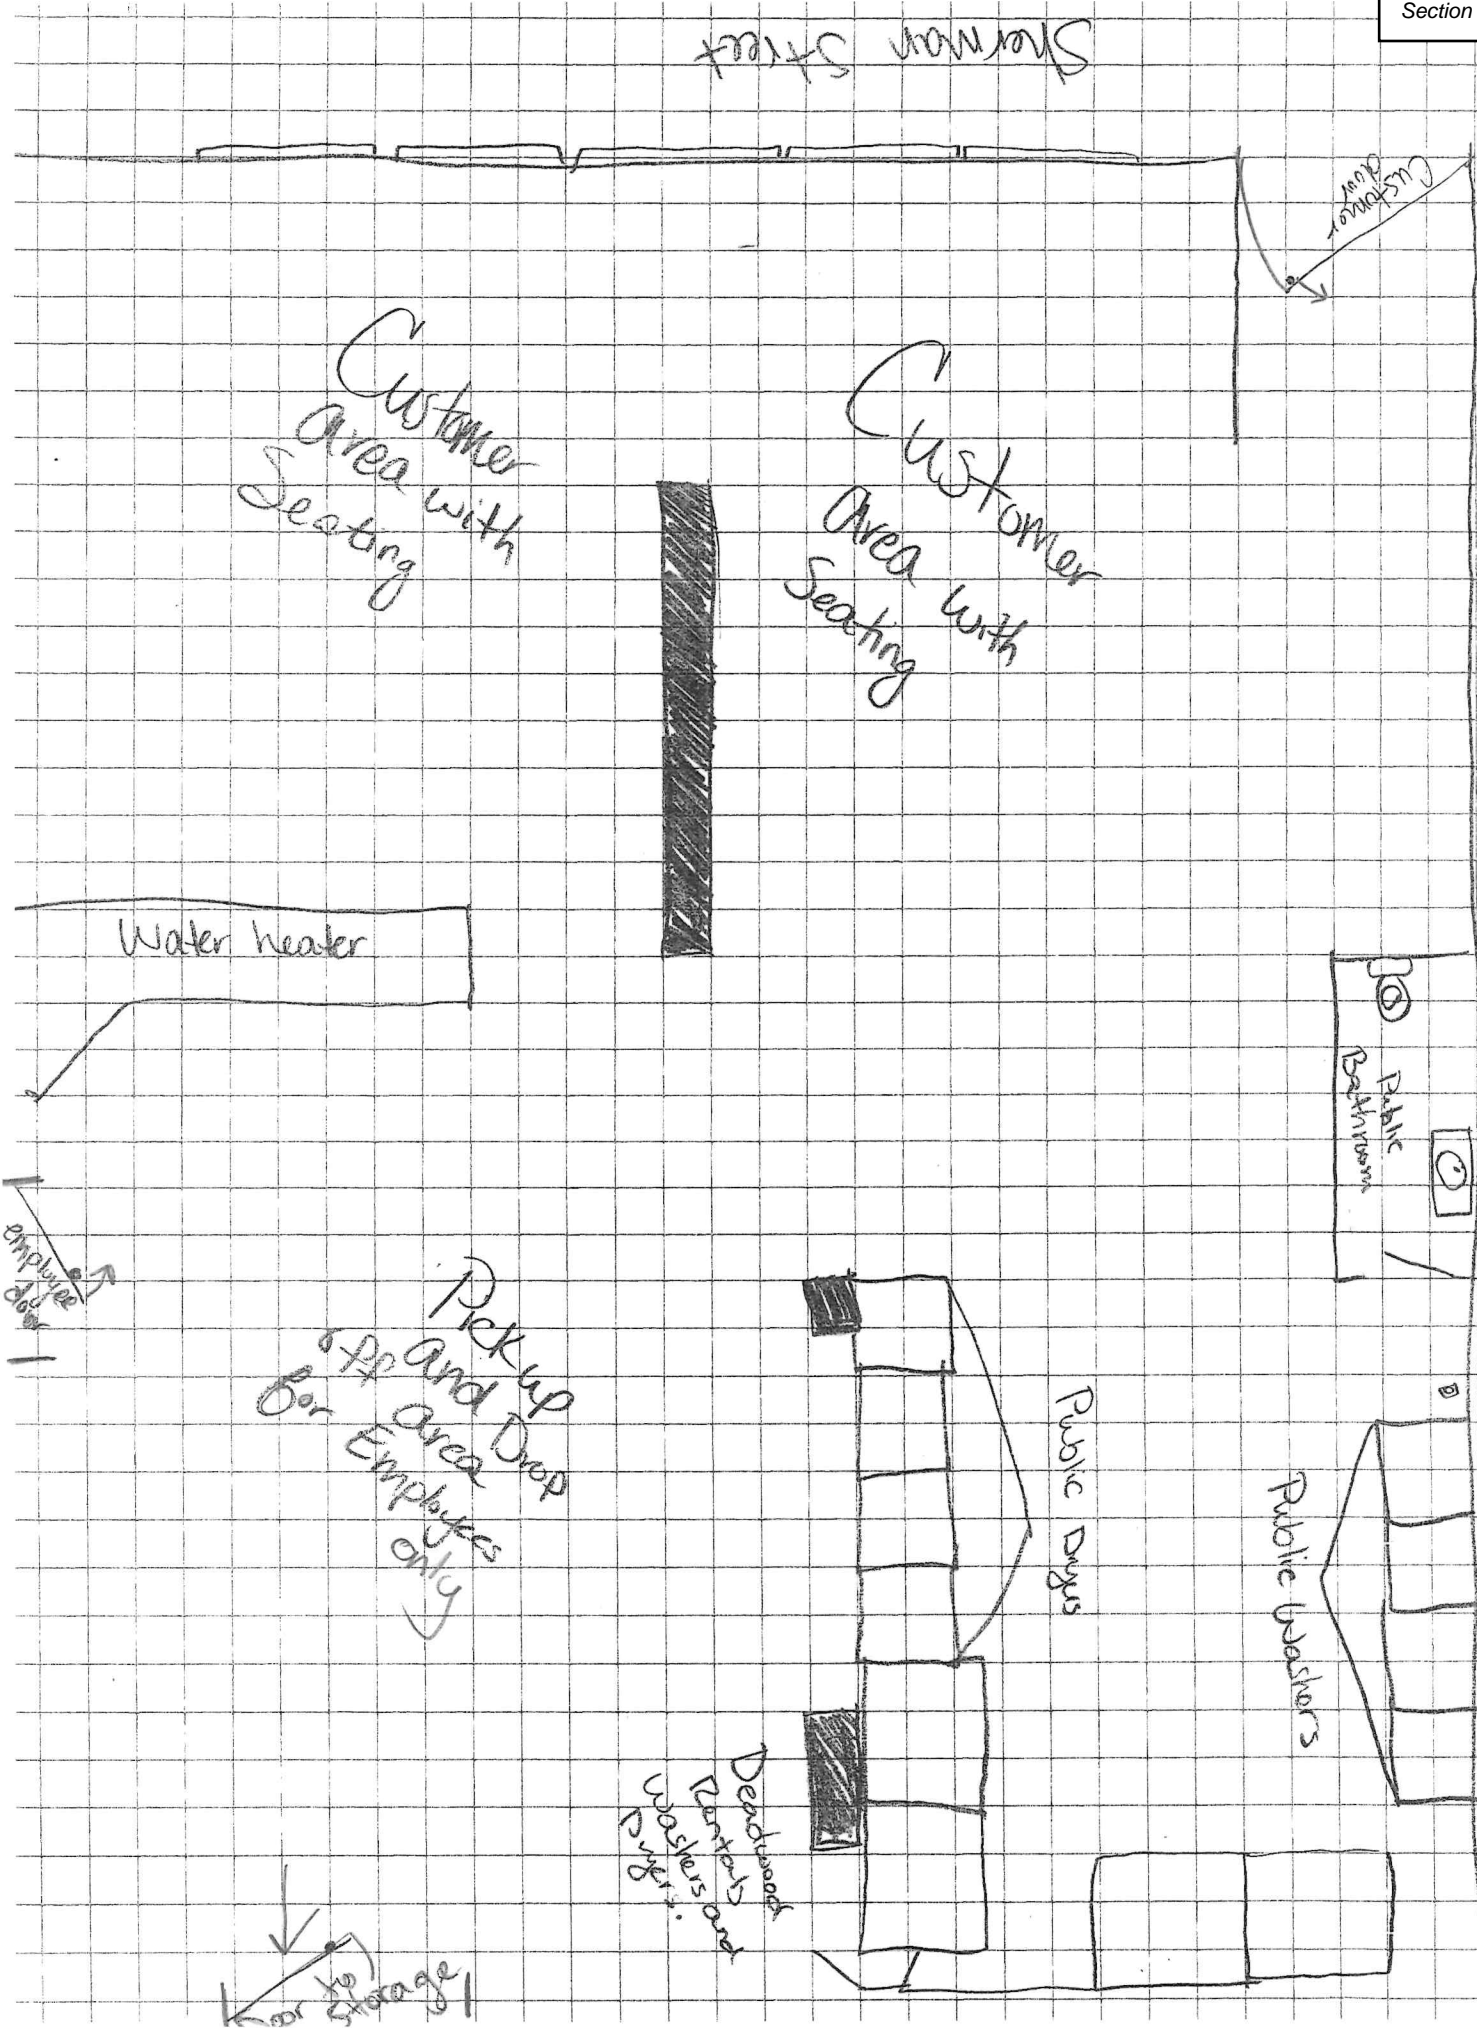 Section
Sherman Street
Customer
door
Customer
area with
Seating
Customer
Area with
Seating
Water heater
Public
Bathroom
employee
door
Pick up
and Drop
off area
for Employees
only
Public Dryers
Public Washers
Deadwood
Rentals
Washers and
Dryers.
Door to
Storage